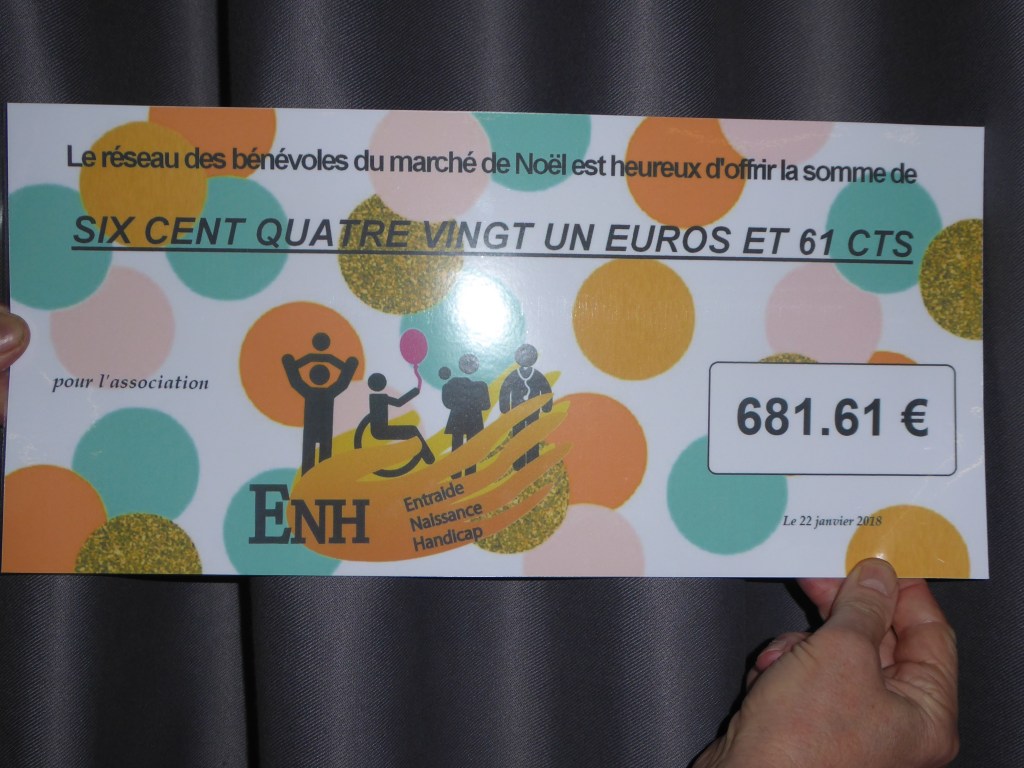 Le réseau des bénévoles du marché de Noël est heureux d'offrir la somme de
SIX CENT QUATRE VINGT UN EUROS ET 61 CTS
pour l'association
681.61 €
ENH
Entraide
Naissance
Handicap
Le 22 janvier 2018